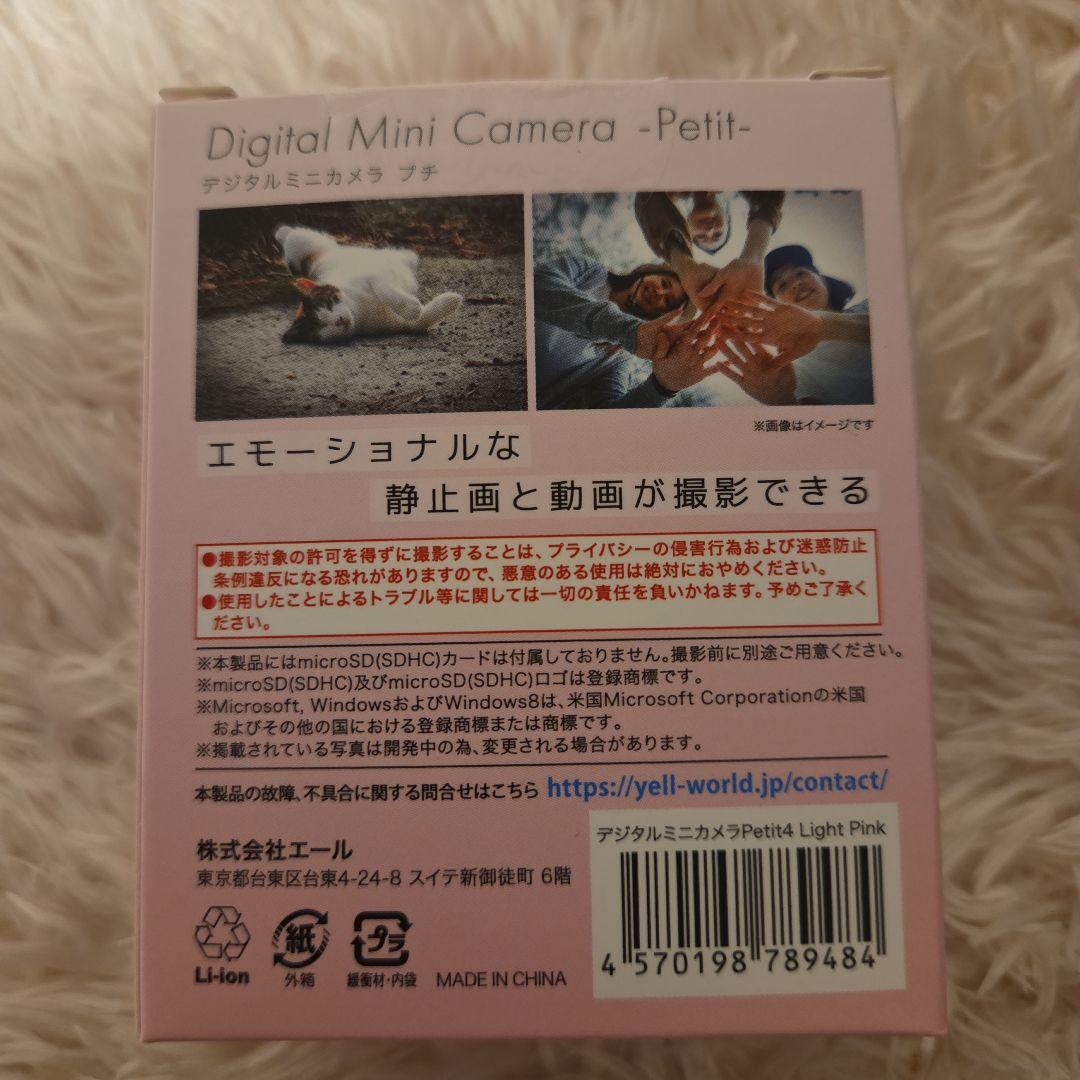 Digital Mini Camera -Petit-
デジタルミニカメラ プチ
※画像はイメージです
エモーショナルな
静止画と動画が撮影できる
●撮影対象の許可を得ずに撮影することは、プライバシーの侵害行為および迷惑防止
条例違反になる恐れがありますので、悪意のある使用は絶対におやめください。
●使用したことによるトラブル等に関しては一切の責任を負いかねます。予めご了承く
ださい。
※本製品にはmicroSD(SDHC)カードは付属しておりません。撮影前に別途ご用意ください。
※microSD(SDHC)及びmicroSD(SDHC)ロゴは登録商標です。
※Microsoft, WindowsおよびWindows8は、米国Microsoft Corporationの米国
およびその他の国における登録商標または商標です。
※掲載されている写真は開発中の為、変更される場合があります。
本製品の故障、不具合に関する問合せはこちら https://yell-world.jp/contact/
株式会社エール
東京都台東区台東4-24-8 スイテ新御徒町 6階
デジタルミニカメラPetit4 Light Pink
4 570198 789484
紙 プラ
Li-ion 外箱 緩衝材・内袋 MADE IN CHINA